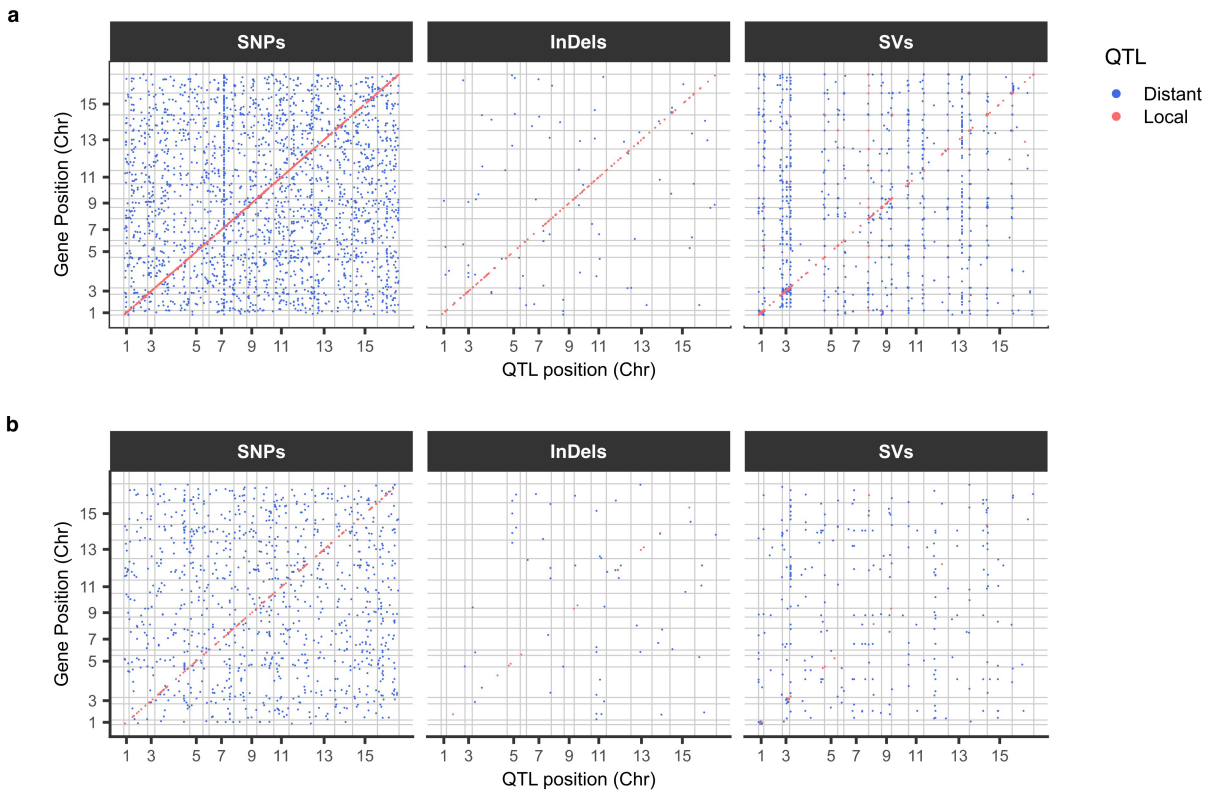 a
SNPs InDels SVs
QTL
Distant
Local
Gene Position (Chr)
15
13
11
9
7
5
3
1
1 3 5 7 9 11 13 15 1 3 5 7 9 11 13 15 1 3 5 7 9 11 13 15
QTL position (Chr)
b
SNPs InDels SVs
Gene Position (Chr)
15
13
11
9
7
5
3
1
1 3 5 7 9 11 13 15 1 3 5 7 9 11 13 15 1 3 5 7 9 11 13 15
QTL position (Chr)